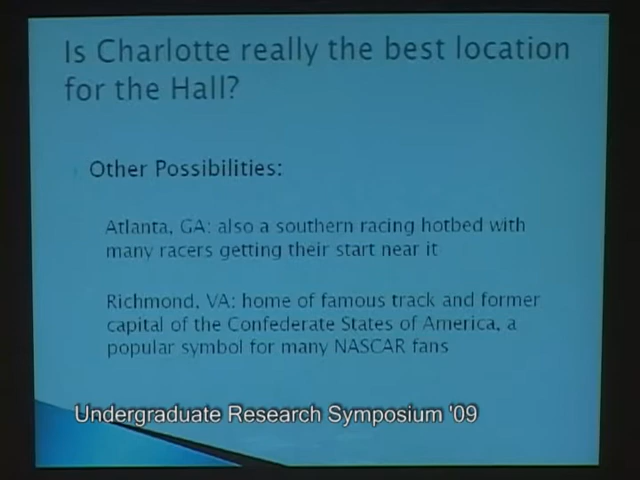 Is Charlotte really the best location
for the Hall?
Other Possibilities:
Atlanta, GA: also a southern racing hotbed with
many racers getting their start near it
Richmond, VA: home of famous track and former
capital of the Confederate States of America, a
popular symbol for many NASCAR fans
Undergraduate Research Symposium '09